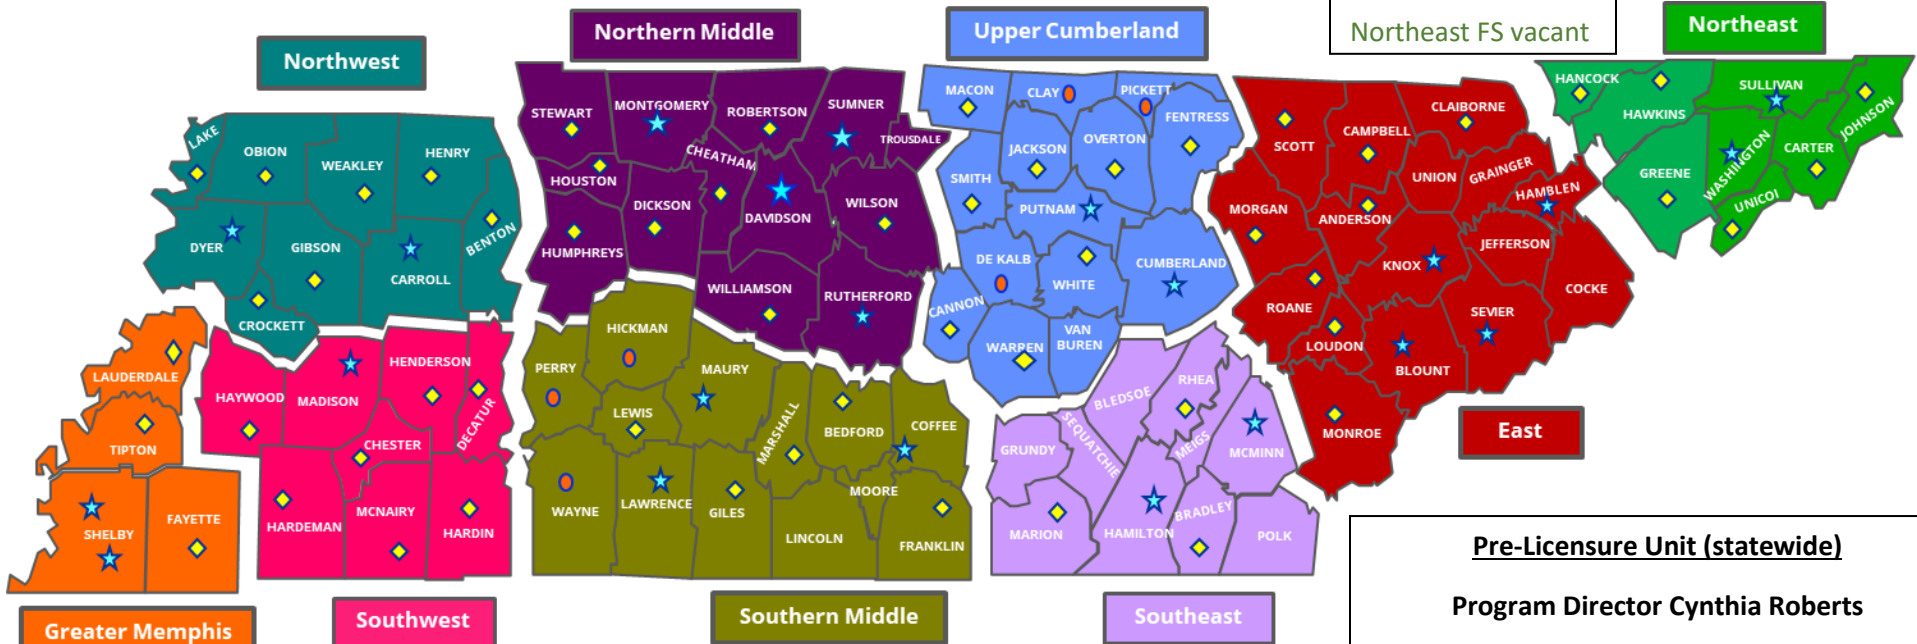 Northwest
Northern Middle
Upper Cumberland
Northeast FS vacant
Northeast
LAKE
OBION
WEAKLEY
HENRY
DYER
GIBSON
CARROLL
BENTON
CROCKETT
STEWART
MONTGOMERY
ROBERTSON
SUMNER
TROUSDALE
CHEATHAM
HOUSTON
DICKSON
DAVIDSON
WILSON
HUMPHREYS
WILLIAMSON
RUTHERFORD
MACON
CLAY
PICKETT
FENTRESS
JACKSON
OVERTON
SMITH
PUTNAM
DE KALB
WHITE
CUMBERLAND
CANNON
WARPEN
VAN
BUREN
SCOTT
CAMPBELL
CLAIBORNE
UNION
GRAINGER
HAMBLEN
MORGAN
ANDERSON
KNOX
JEFFERSON
COCKE
ROANE
LOUDON
BLOUNT
SEVIER
MONROE
HANCOCK
HAWKINS
SULLIVAN
JOHNSON
GREENE
WASHINGTON
CARTER
UNICOI
LAUDERDALE
TIPTON
SHELBY
FAYETTE
HAYWOOD
MADISON
HENDERSON
DECATUR
CHESTER
HARDEMAN
MCNAIRY
HARDIN
PERRY
HICKMAN
LEWIS
MAURY
MARSHALL
BEDFORD
COFFEE
WAYNE
LAWRENCE
GILES
LINCOLN
MOORE
FRANKLIN
GRUNDY
SEQUATCHIE
BLEDSOE
RHEA
MEIGS
MCMINN
MARION
HAMILTON
BRADLEY
POLK
East
Greater Memphis
Southwest
Southern Middle
Southeast
Pre-Licensure Unit (statewide)
Program Director Cynthia Roberts